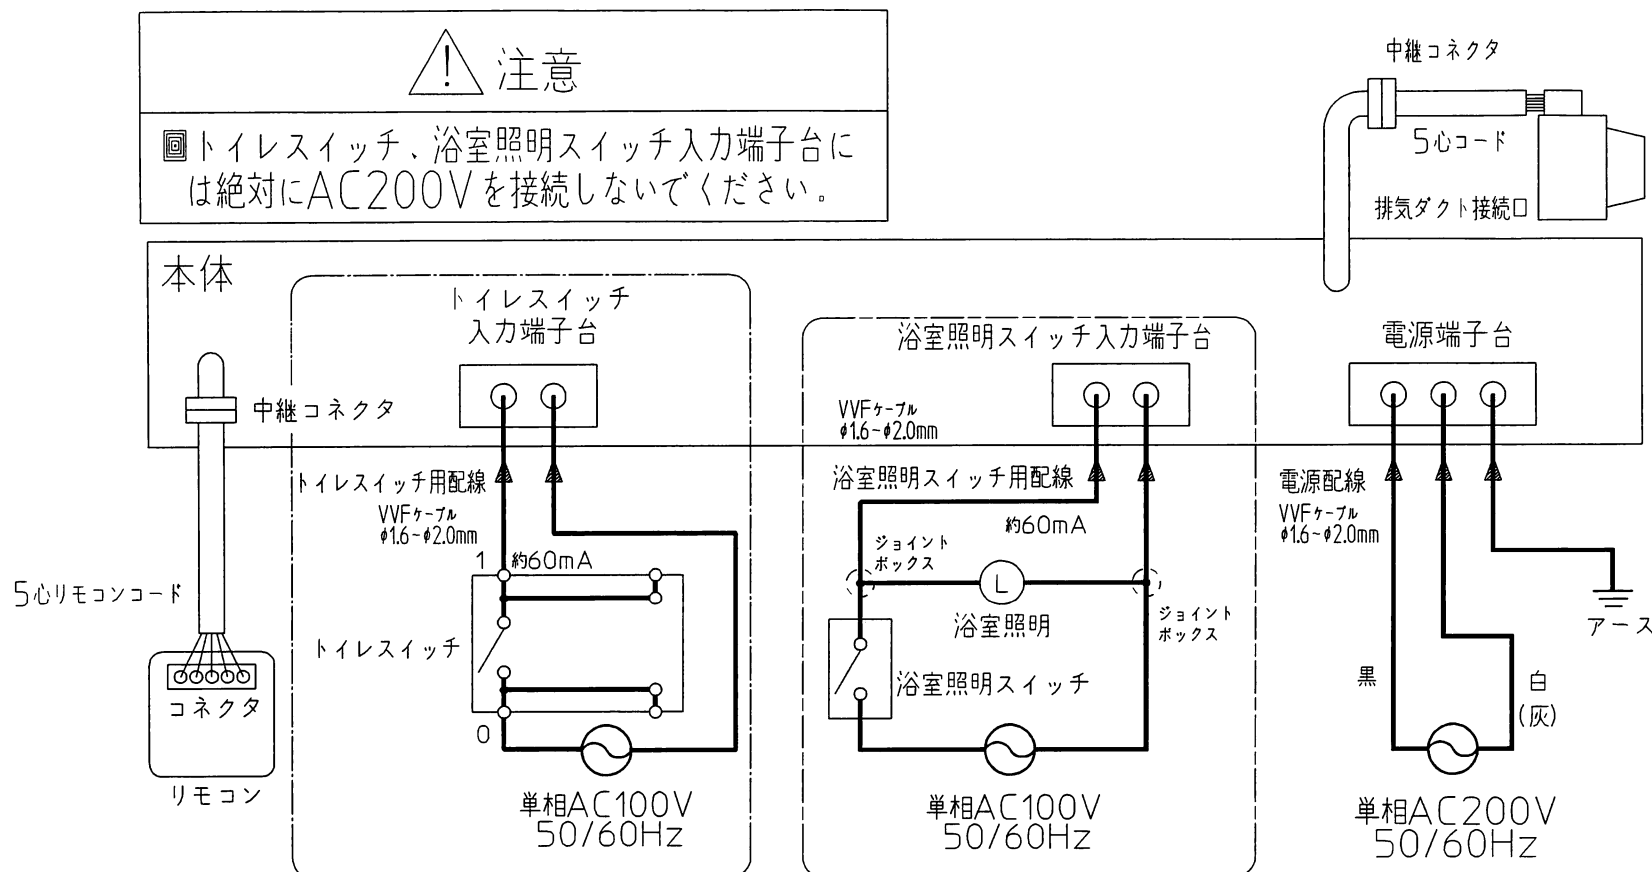 注意
トイレスイッチ、浴室照明スイッチ入力端子台に
は絶対にAC200Vを接続しないでください。
中継コネクタ
5心コード
排気ダクト接続口
本体
トイレスイッチ
入力端子台
浴室照明スイッチ入力端子台
電源端子台
中継コネクタ
VVFケーブル
φ1.6~φ2.0mm
トイレスイッチ用配線
VVFケーブル
φ1.6~φ2.0mm
浴室照明スイッチ用配線
約60mA
電源配線
VVFケーブル
φ1.6~φ2.0mm
1
約60mA
ジョイント
ボックス
L
浴室照明
ジョイント
ボックス
アース
5心リモコンコード
トイレスイッチ
浴室照明スイッチ
黒
白
(灰)
コネクタ
0
リモコン
単相AC100V
50/60Hz
単相AC100V
50/60Hz
単相AC200V
50/60Hz